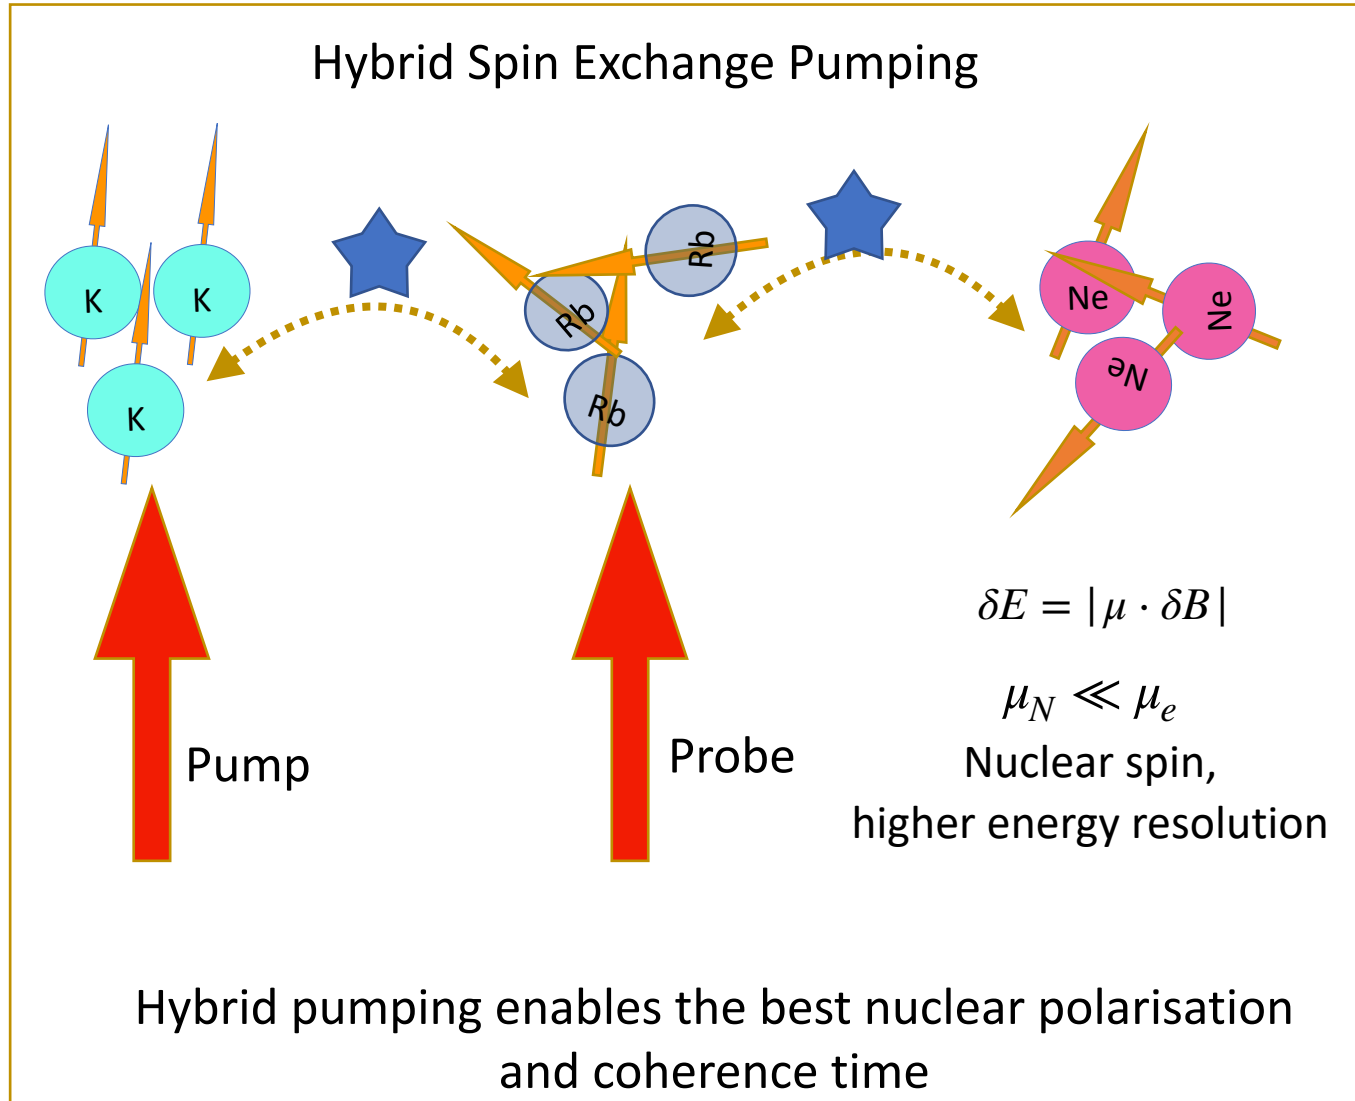 Hybrid Spin Exchange Pumping
K
K
K
Rb
Rb
Rb
Ne
Ne
Ne
δE = |μ · δB|
μ_N ≪ μ_e
Pump
Probe
Nuclear spin,
higher energy resolution
Hybrid pumping enables the best nuclear polarisation
and coherence time